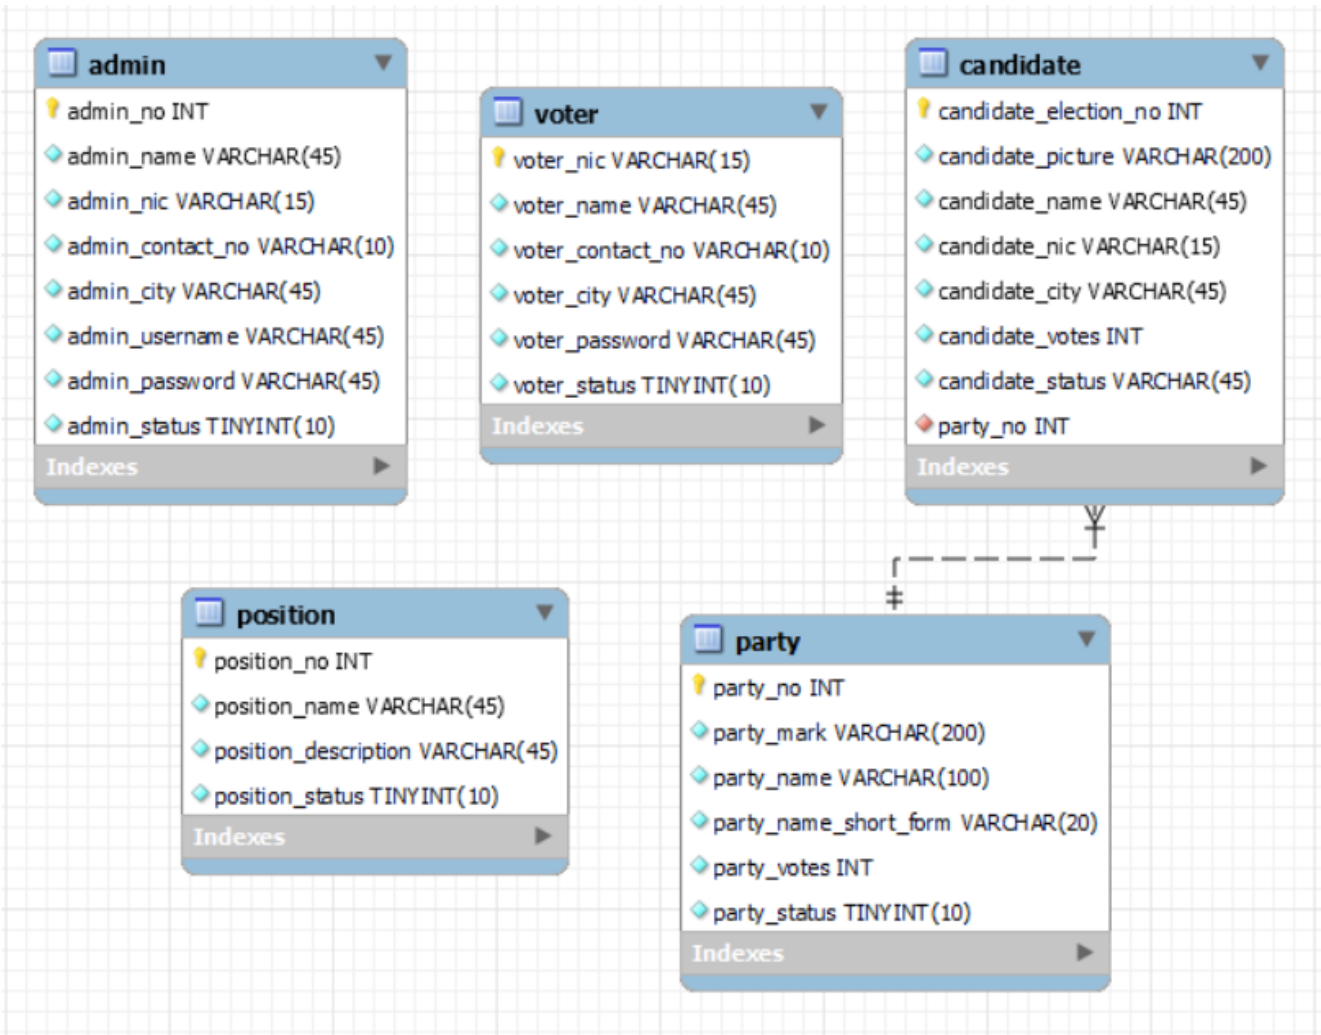 admin
admin_no INT
admin_name VARCHAR(45)
admin_nic VARCHAR(15)
admin_contact_no VARCHAR(10)
admin_city VARCHAR(45)
admin_username VARCHAR(45)
admin_password VARCHAR(45)
admin_status TINYINT(10)
Indexes
voter
voter_nic VARCHAR(15)
voter_name VARCHAR(45)
voter_contact_no VARCHAR(10)
voter_city VARCHAR(45)
voter_password VARCHAR(45)
voter_status TINYINT(10)
Indexes
candidate
candidate_election_no INT
candidate_picture VARCHAR(200)
candidate_name VARCHAR(45)
candidate_nic VARCHAR(15)
candidate_city VARCHAR(45)
candidate_votes INT
candidate_status VARCHAR(45)
party_no INT
Indexes
position
position_no INT
position_name VARCHAR(45)
position_description VARCHAR(45)
position_status TINYINT(10)
Indexes
party
party_no INT
party_mark VARCHAR(200)
party_name VARCHAR(100)
party_name_short_form VARCHAR(20)
party_votes INT
party_status TINYINT(10)
Indexes